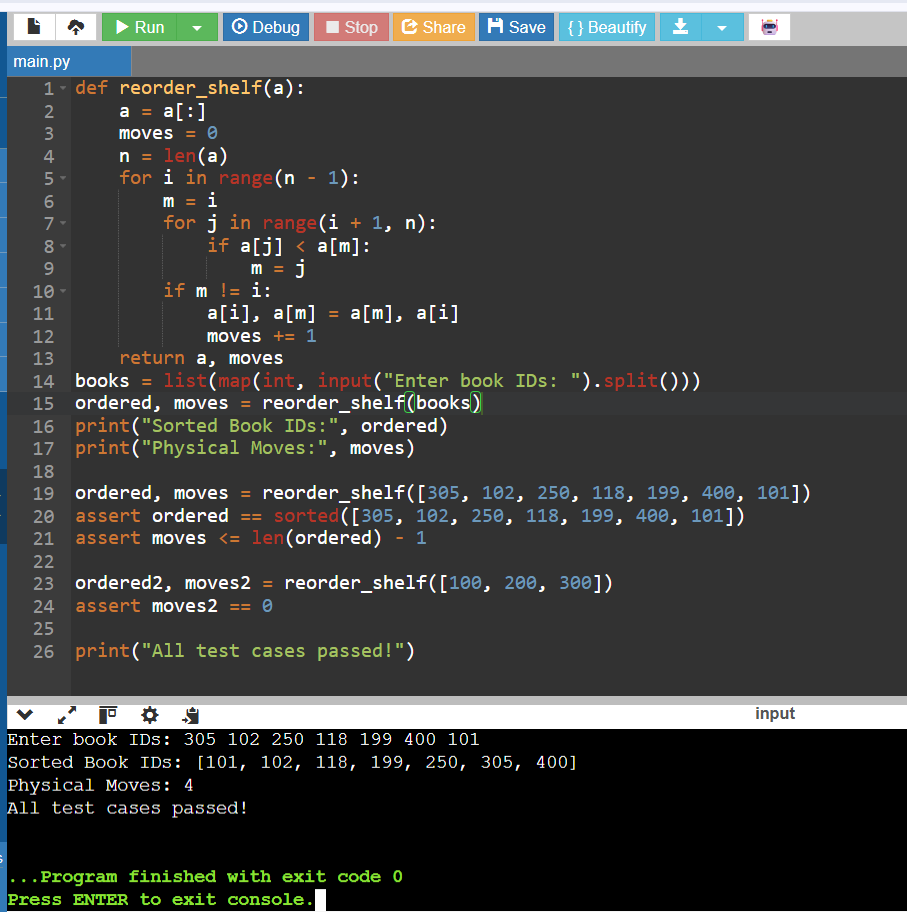 Run Debug Stop Share Save { } Beautify
main.py
1 def reorder_shelf(a):
2     a = a[:]
3     moves = 0
4     n = len(a)
5     for i in range(n - 1):
6         m = i
7         for j in range(i + 1, n):
8             if a[j] < a[m]:
9                 m = j
10         if m != i:
11             a[i], a[m] = a[m], a[i]
12             moves += 1
13     return a, moves
14 books = list(map(int, input("Enter book IDs: ").split()))
15 ordered, moves = reorder_shelf(books)
16 print("Sorted Book IDs:", ordered)
17 print("Physical Moves:", moves)
18
19 ordered, moves = reorder_shelf([305, 102, 250, 118, 199, 400, 101])
20 assert ordered == sorted([305, 102, 250, 118, 199, 400, 101])
21 assert moves <= len(ordered) - 1
22
23 ordered2, moves2 = reorder_shelf([100, 200, 300])
24 assert moves2 == 0
25
26 print("All test cases passed!")
input
Enter book IDs: 305 102 250 118 199 400 101
Sorted Book IDs: [101, 102, 118, 199, 250, 305, 400]
Physical Moves: 4
All test cases passed!
...Program finished with exit code 0
Press ENTER to exit console.